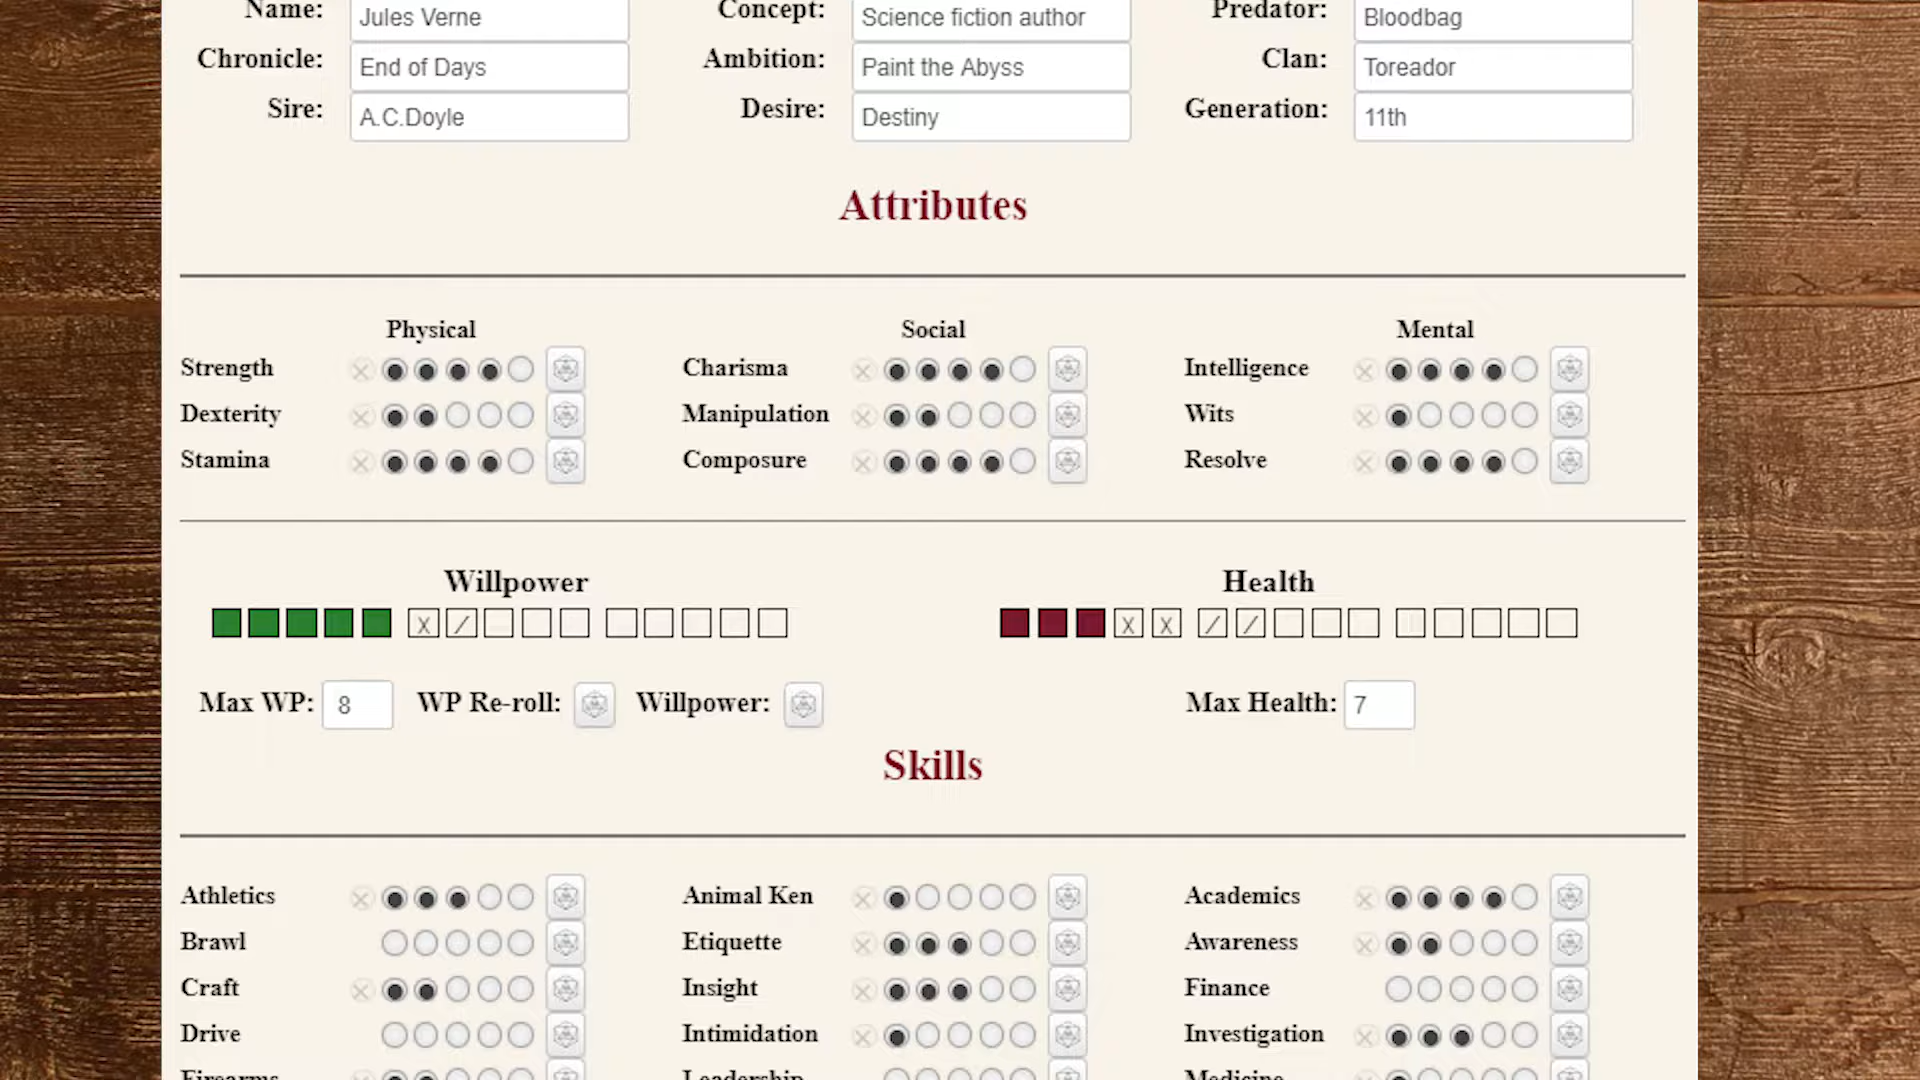 Name: Jules Verne Concept: Science fiction author Predator: Bloodbag
Chronicle: End of Days Ambition: Paint the Abyss Clan: Toreador
Sire: A.C.Doyle Desire: Destiny Generation: 11th
Attributes
Physical Social Mental
Strength Charisma Intelligence
Dexterity Manipulation Wits
Stamina Composure Resolve
Willpower Health
X / X X / /
Max WP: 8 WP Re-roll: Willpower: Max Health: 7
Skills
Athletics Animal Ken Academics
Brawl Etiquette Awareness
Craft Insight Finance
Drive Intimidation Investigation
Firearms Leadership Medicine